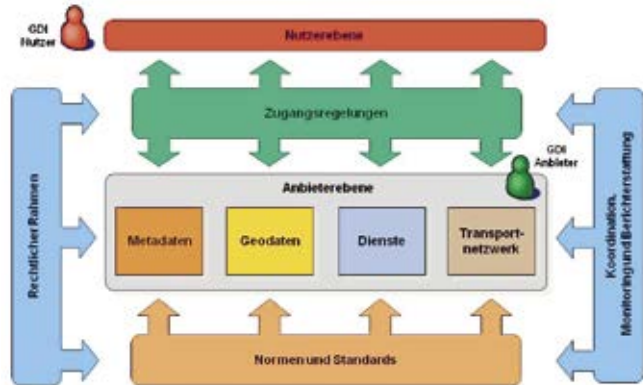 GDI
Nutzer
Nutzerebene
Zugangsregelungen
GDI
Anbieter
Anbieterebene
Metadaten
Geodaten
Dienste
Transport-
netzwerk
Normen und Standards
Rechtlicher Rahmen
Koordination,
Monitoring und Berichterstattung